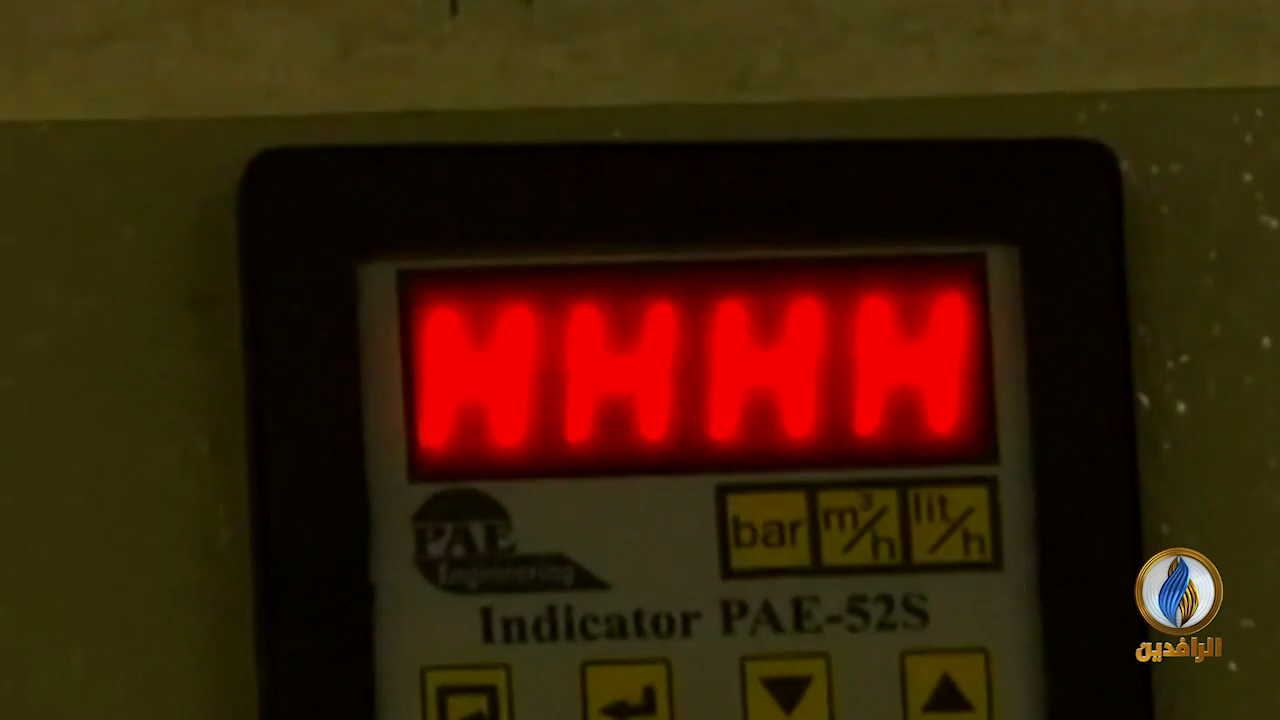 HHHH
PAE
Engineering
bar m³/h lit/h
Indicator PAE-52S
الرافدين